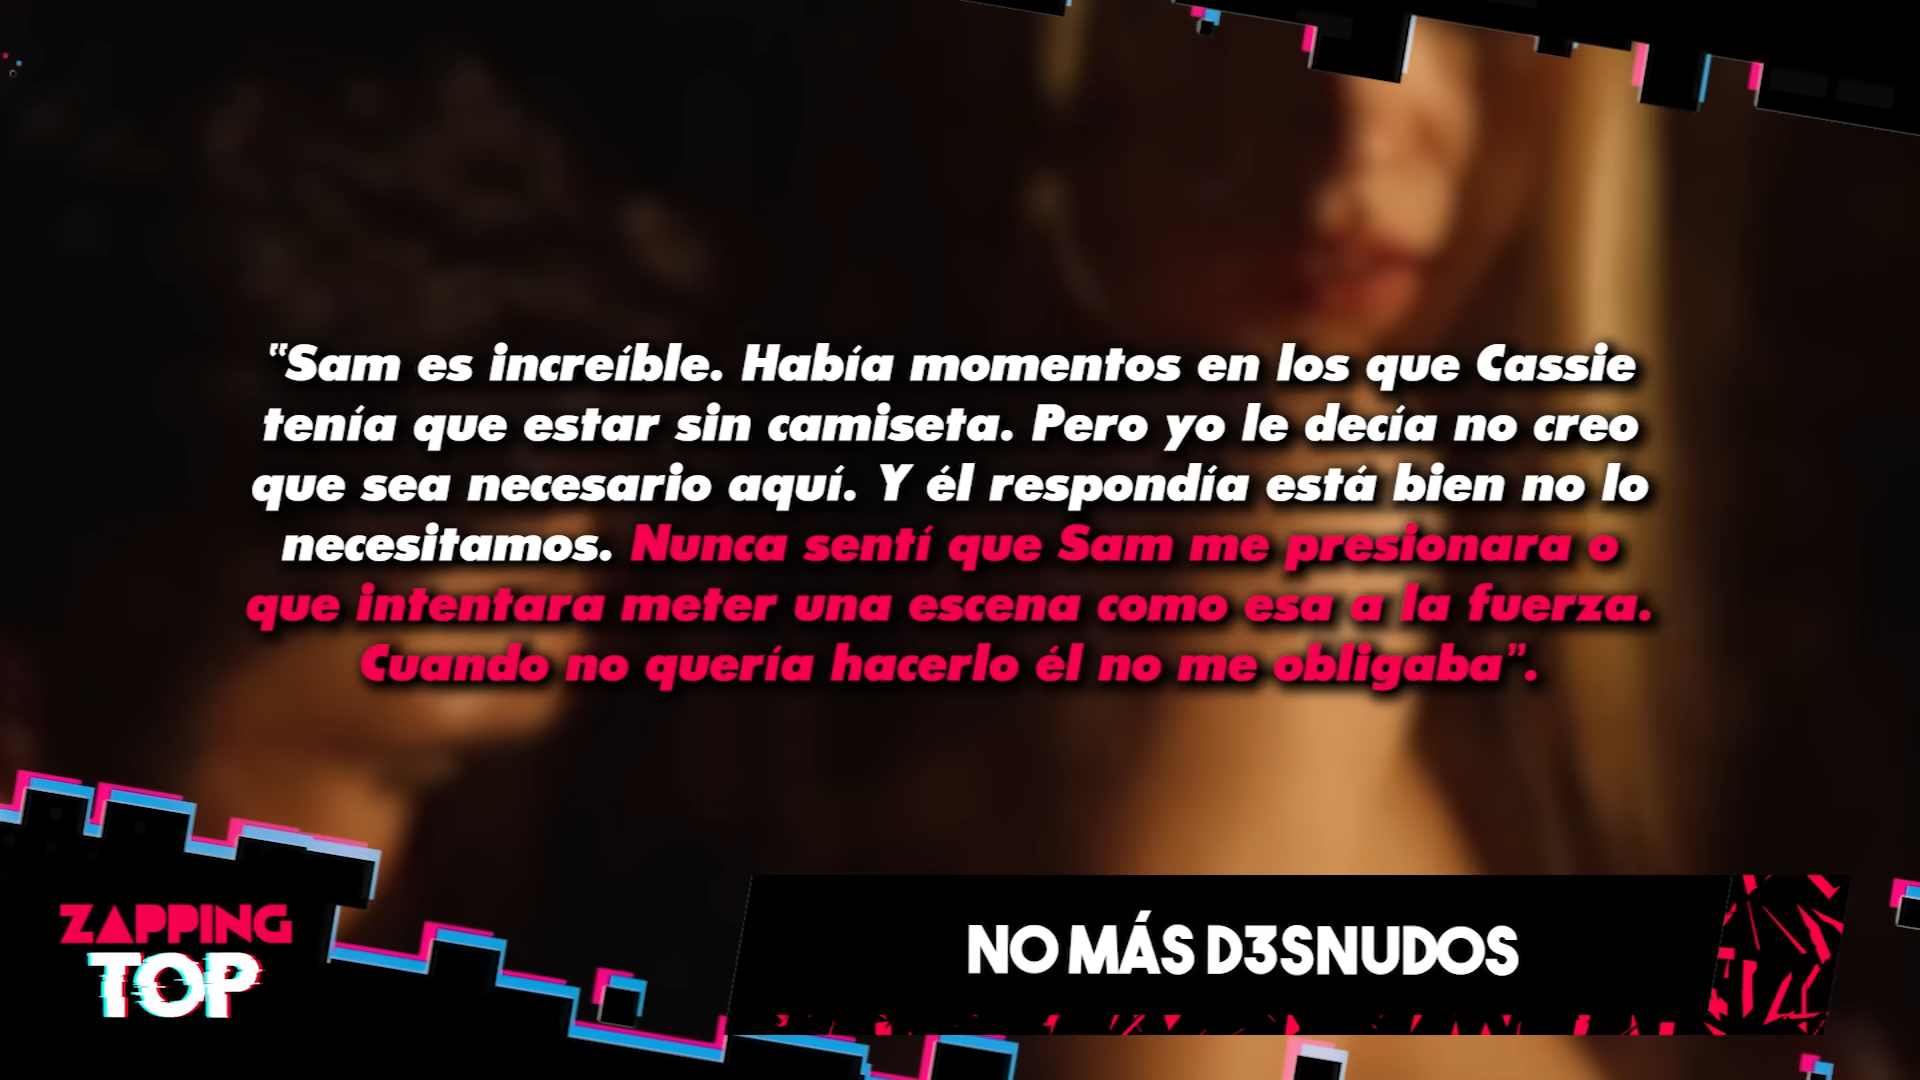 "Sam es increíble. Había momentos en los que Cassie
tenía que estar sin camiseta. Pero yo le decía no creo
que sea necesario aquí. Y él respondía está bien no lo
necesitamos. Nunca sentí que Sam me presionara o
que intentara meter una escena como esa a la fuerza.
Cuando no quería hacerlo él no me obligaba”.
ZAPPING
TOP
NO MÁS D3SNUDOS